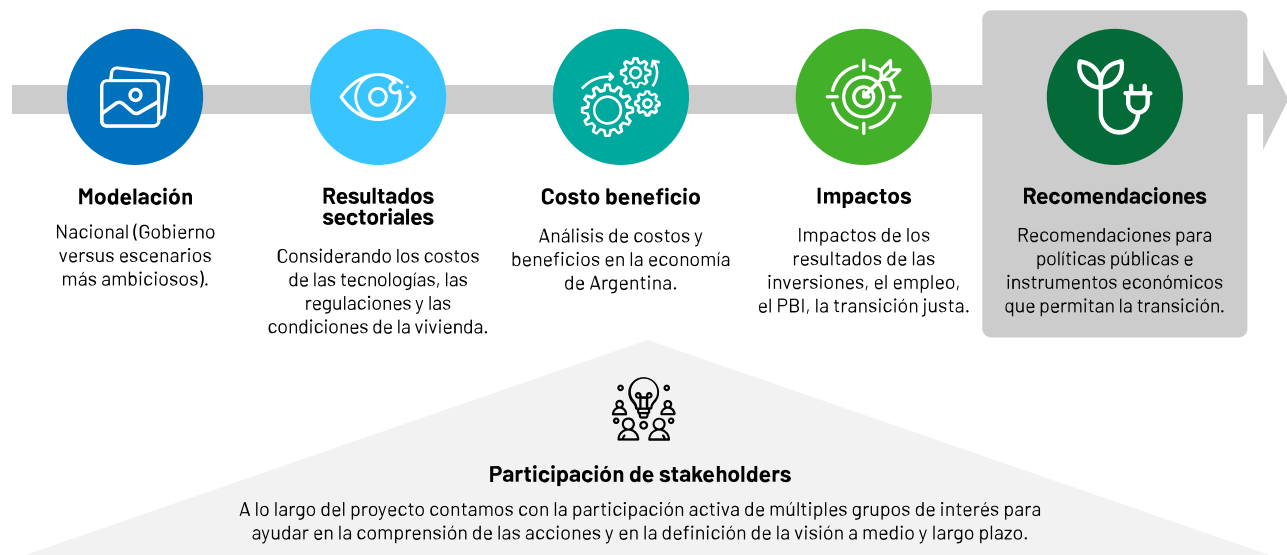 Modelación
Nacional (Gobierno
versus escenarios
más ambiciosos).
Resultados
sectoriales
Considerando los costos
de las tecnologías, las
regulaciones y las
condiciones de la vivienda.
Costo beneficio
Análisis de costos y
beneficios en la economía
de Argentina.
Impactos
Impactos de los
resultados de las
inversiones, el empleo,
el PBI, la transición justa.
Recomendaciones
Recomendaciones para
políticas públicas e
instrumentos económicos
que permitan la transición.
Participación de stakeholders
A lo largo del proyecto contamos con la participación activa de múltiples grupos de interés para
ayudar en la comprensión de las acciones y en la definición de la visión a medio y largo plazo.